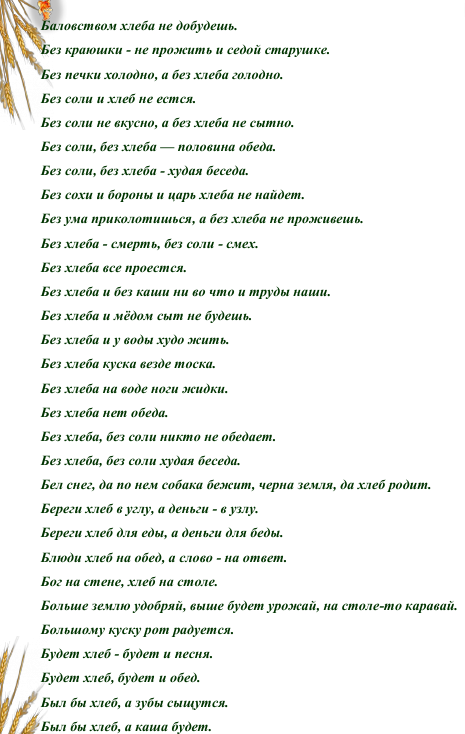 Баловством хлеба не добудешь.
Без краюшки - не прожить и седой старушке.
Без печки холодно, а без хлеба голодно.
Без соли и хлеб не естся.
Без соли не вкусно, а без хлеба не сытно.
Без соли, без хлеба — половина обеда.
Без соли, без хлеба - худая беседа.
Без сохи и бороны и царь хлеба не найдет.
Без ума приколотишься, а без хлеба не проживешь.
Без хлеба - смерть, без соли - смех.
Без хлеба все проестся.
Без хлеба и без каши ни во что и труды наши.
Без хлеба и мёдом сыт не будешь.
Без хлеба и у воды худо жить.
Без хлеба куска везде тоска.
Без хлеба на воде ноги жидки.
Без хлеба нет обеда.
Без хлеба, без соли никто не обедает.
Без хлеба, без соли худая беседа.
Бел снег, да по нем собака бежит, черна земля, да хлеб родит.
Береги хлеб в углу, а деньги - в узлу.
Береги хлеб для еды, а деньги для беды.
Блюди хлеб на обед, а слово - на ответ.
Бог на стене, хлеб на столе.
Больше землю удобряй, выше будет урожай, на столе-то каравай.
Большому куску рот радуется.
Будет хлеб - будет и песня.
Будет хлеб, будет и обед.
Был бы хлеб, а зубы сыщутся.
Был бы хлеб, а каша будет.